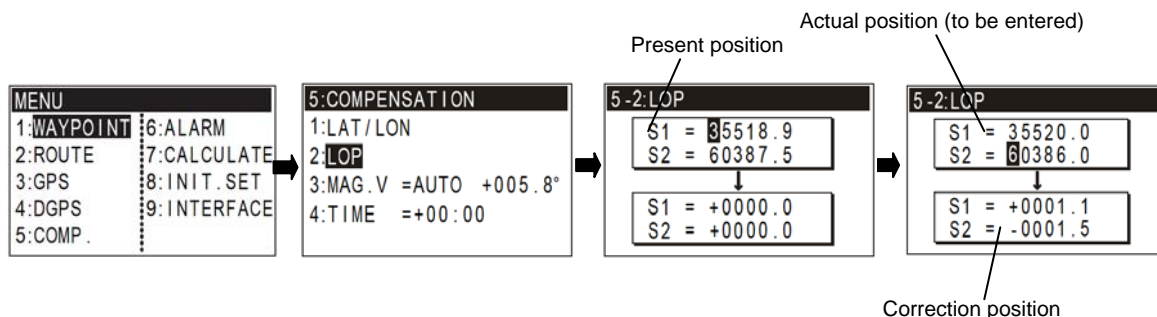 Actual position (to be entered)
Present position
MENU
1:WAYPOINT 6:ALARM
2:ROUTE 7:CALCULATE
3:GPS 8:INIT.SET
4:DGPS 9:INTERFACE
5:COMP.
5:COMPENSATION
1:LAT/LON
2:LOP
3:MAG.V =AUTO +005.8°
4:TIME =+00:00
5-2:LOP
S1 = 35518.9
S2 = 60387.5
S1 = +0000.0
S2 = +0000.0
5-2:LOP
S1 = 35520.0
S2 = 60386.0
S1 = +0001.1
S2 = -0001.5
Correction position